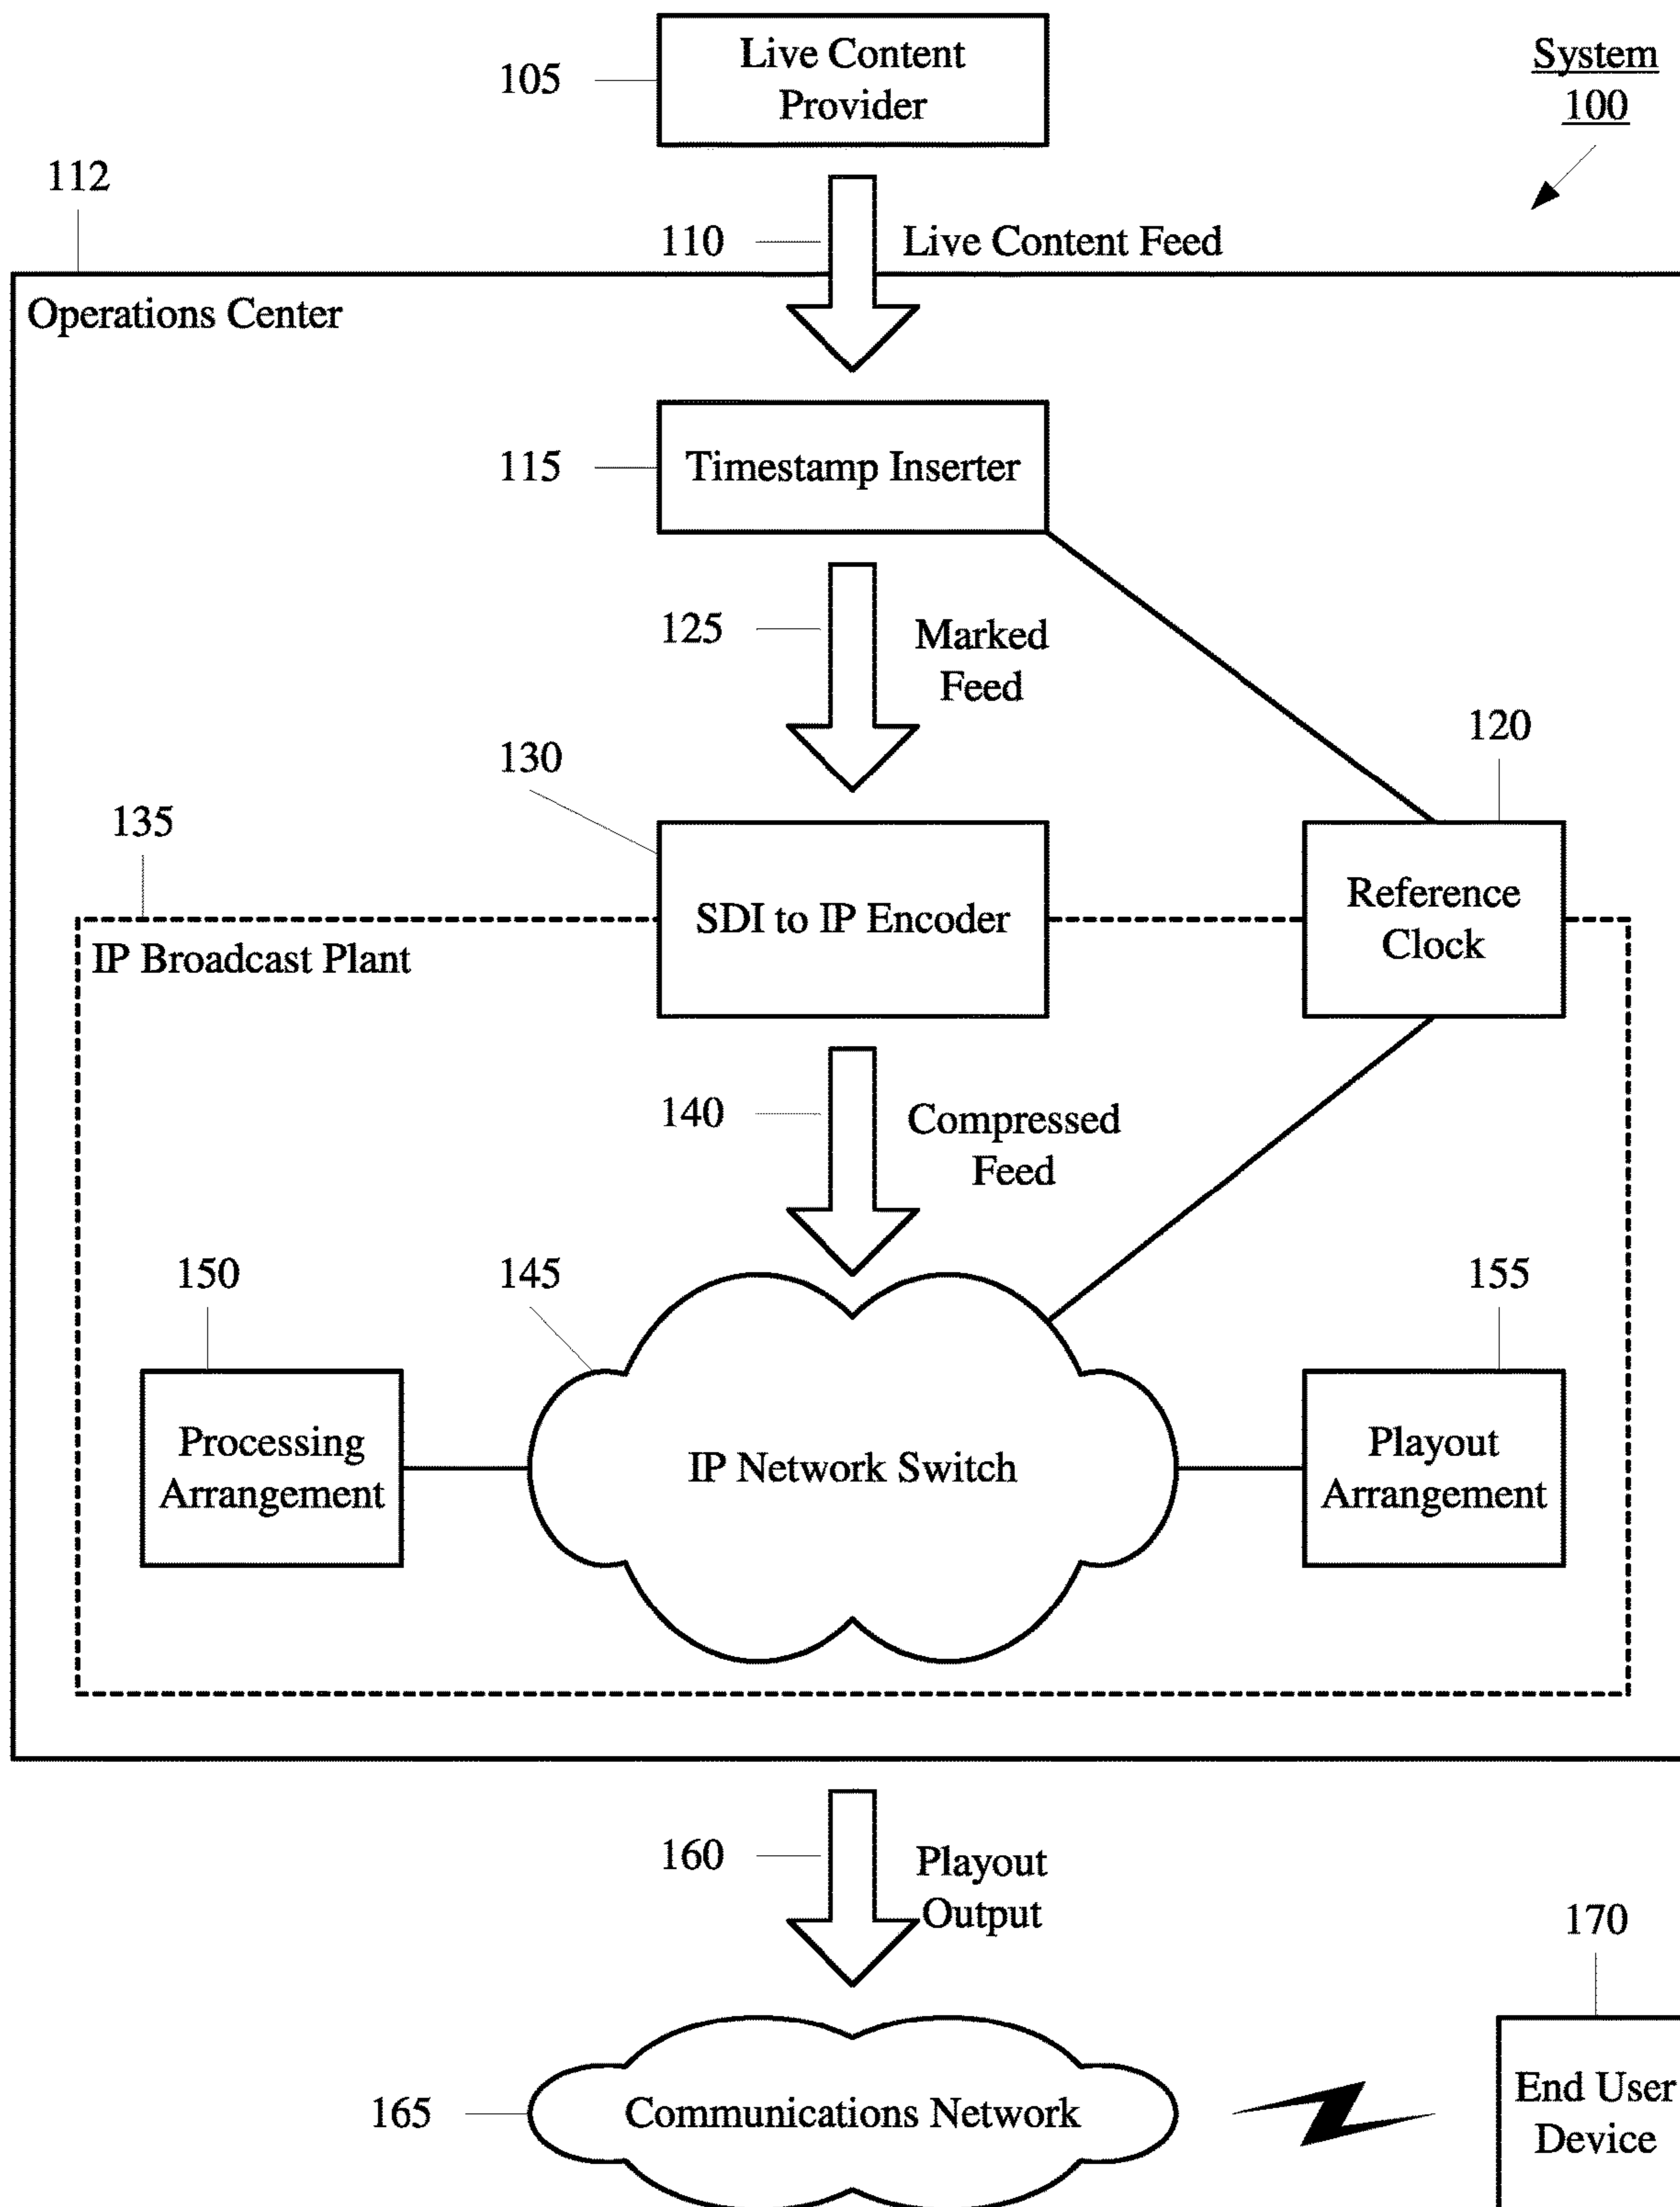 Live Content
Provider
105
System
100
112
110
Live Content Feed
Operations Center
115
Timestamp Inserter
125
Marked
Feed
130
120
135
SDI to IP Encoder
Reference
Clock
IP Broadcast Plant
140
Compressed
Feed
150
145
155
Processing
Arrangement
IP Network Switch
Playout
Arrangement
160
Playout
Output
170
165
Communications Network
End User
Device